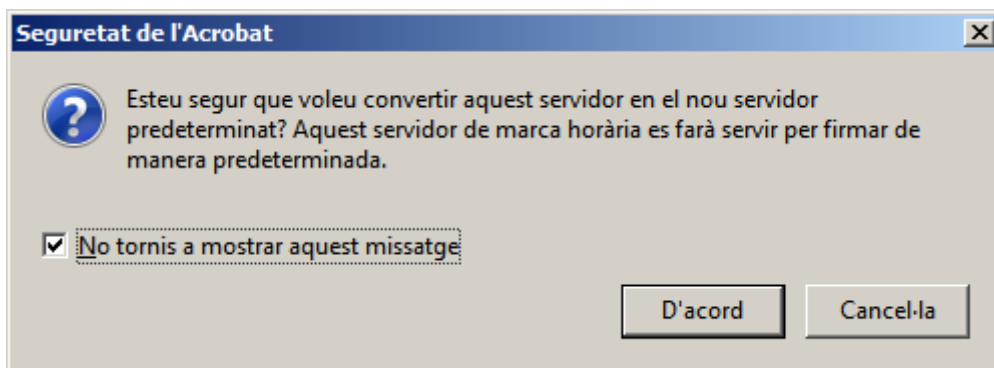 Seguretat de l'Acrobat
Esteu segur que voleu convertir aquest servidor en el nou servidor
predeterminat? Aquest servidor de marca horària es farà servir per firmar de
manera predeterminada.
No tornis a mostrar aquest missatge
D'acord
Cancel·la